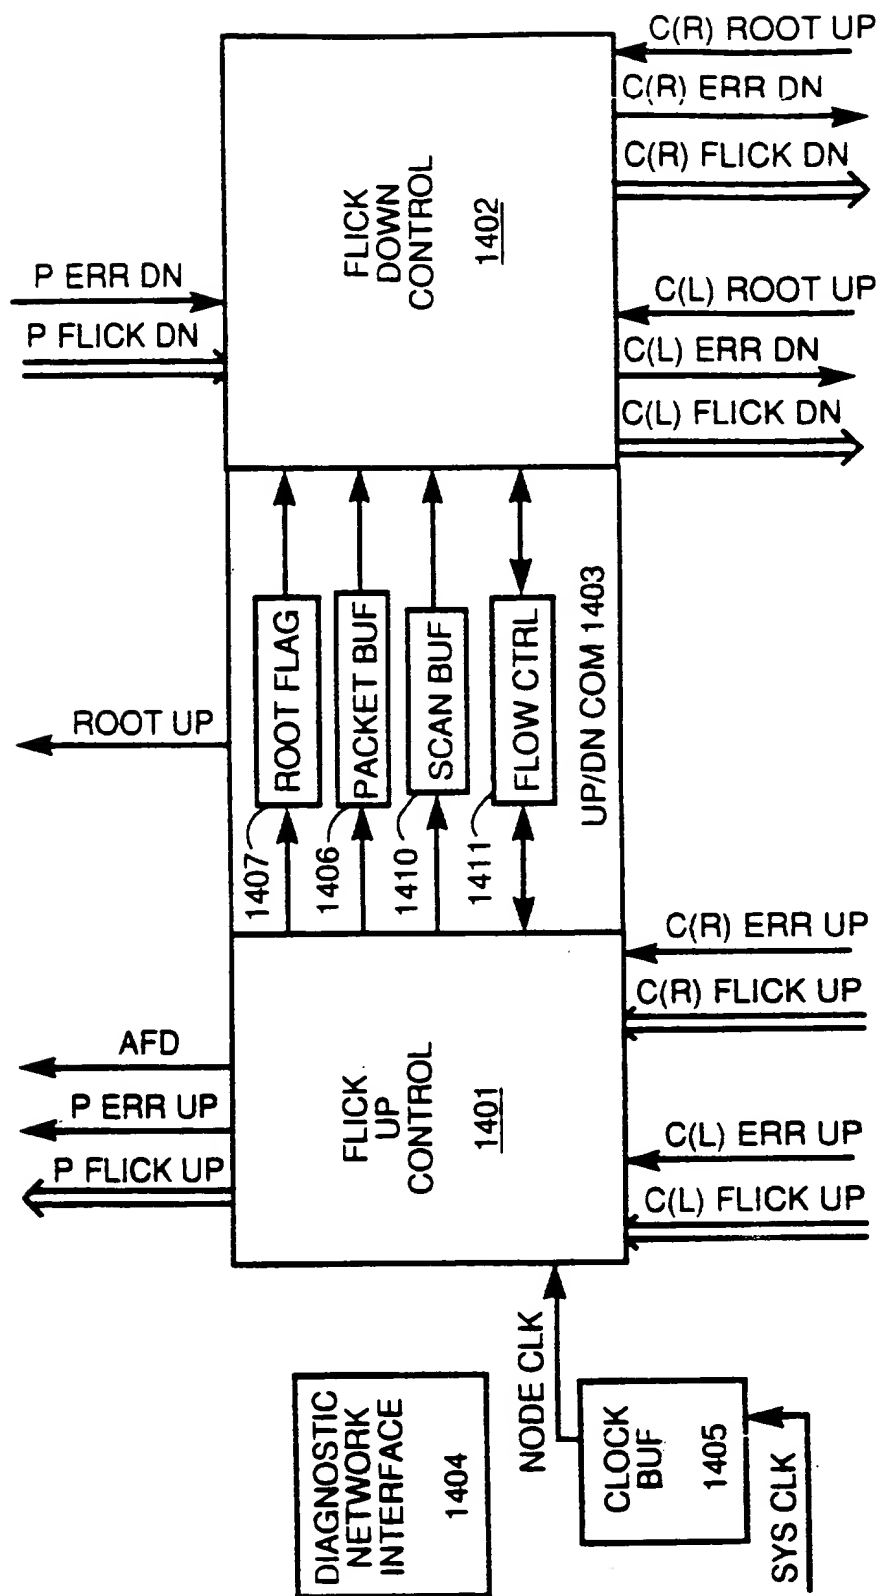 P FLICK UP
P ERR UP
AFD
ROOT UP
P FLICK DN
P ERR DN
DIAGNOSTIC
NETWORK
INTERFACE
1404
FLICK
UP
CONTROL
1401
1407
ROOT FLAG
1406
PACKET BUF
1410
SCAN BUF
1411
FLOW CTRL
UP/DN COM 1403
FLICK
DOWN
CONTROL
1402
NODE CLK
CLOCK
BUF
1405
SYS CLK
C(L) FLICK UP
C(L) ERR UP
C(R) FLICK UP
C(R) ERR UP
C(L) FLICK DN
C(L) ERR DN
C(L) ROOT UP
C(R) FLICK DN
C(R) ERR DN
C(R) ROOT UP